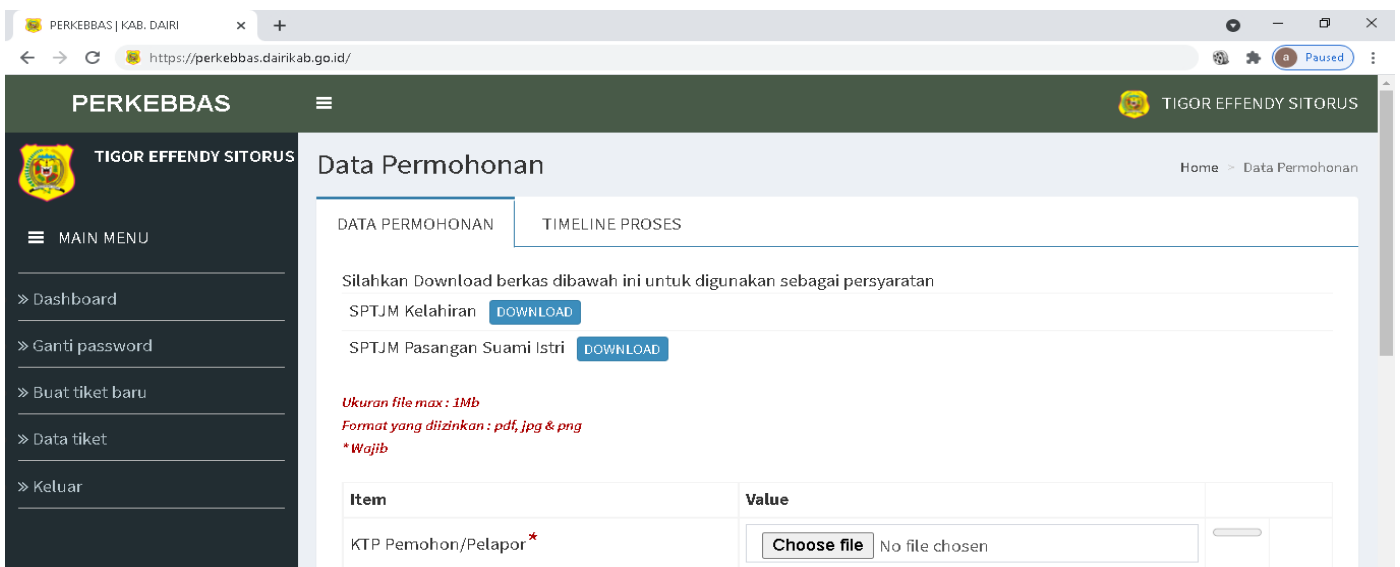 PERKEBBAS | KAB. DAIRI
https://perkebbas.dairikab.go.id/
a Paused
PERKEBBAS
TIGOR EFFENDY SITORUS
TIGOR EFFENDY SITORUS
MAIN MENU
» Dashboard
» Ganti password
» Buat tiket baru
» Data tiket
» Keluar
Data Permohonan
Home > Data Permohonan
DATA PERMOHONAN TIMELINE PROSES
Silahkan Download berkas dibawah ini untuk digunakan sebagai persyaratan
SPTJM Kelahiran DOWNLOAD
SPTJM Pasangan Suami Istri DOWNLOAD
Ukuran file max : 1Mb
Format yang diizinkan : pdf, jpg & png
* Wajib
Item Value
KTP Pemohon/Pelapor* Choose file No file chosen